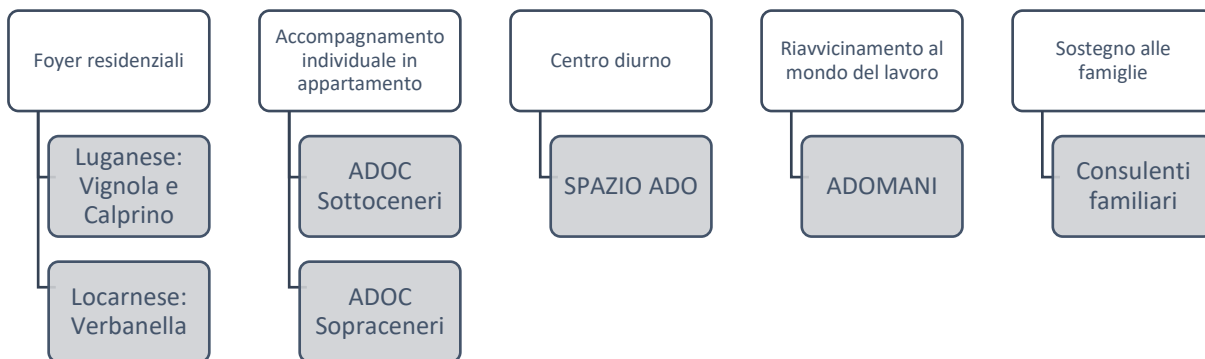 Foyer residenziali
Luganese:
Vignola e
Calprino
Locarnese:
Verbanella
Accompagnamento
individuale in
appartamento
ADOC
Sottoceneri
ADOC
Sopraceneri
Centro diurno
SPAZIO ADO
Riavvicinamento al
mondo del lavoro
ADOMANI
Sostegno alle
famiglie
Consulenti
familiari